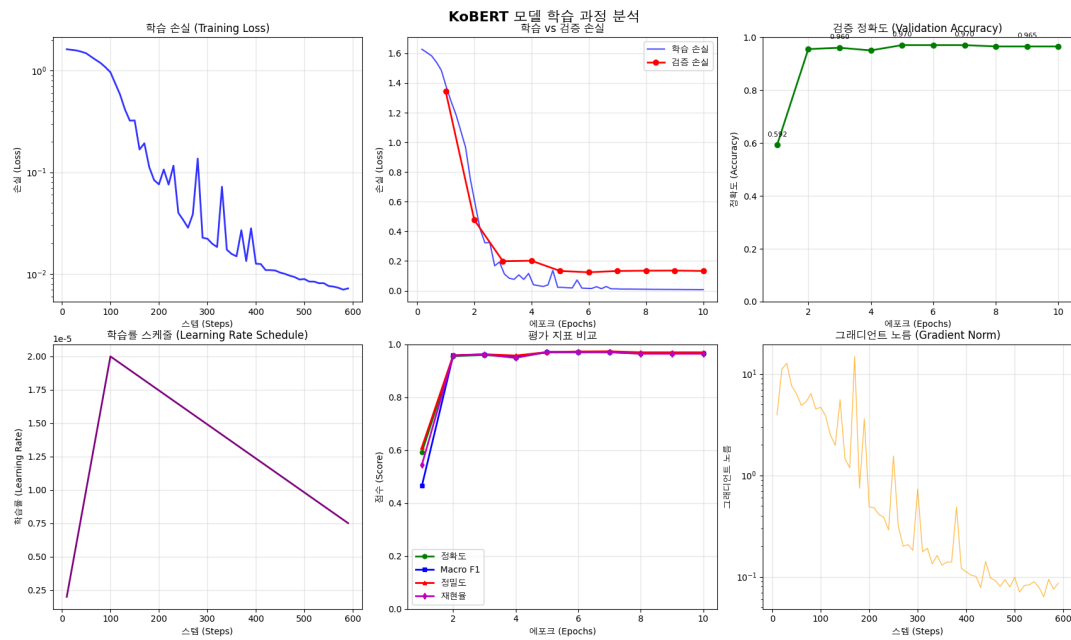 KoBERT 모델 학습 과정 분석
학습 손실 (Training Loss)
손실 (Loss)
10⁰
10⁻¹
10⁻²
0 100 200 300 400 500 600
스텝 (Steps)
학습 vs 검증 손실
학습 손실
검증 손실
손실 (Loss)
1.6
1.4
1.2
1.0
0.8
0.6
0.4
0.2
0.0
0 2 4 6 8 10
에포크 (Epochs)
검증 정확도 (Validation Accuracy)
0.592
0.960
0.970
0.970
0.965
정확도 (Accuracy)
1.0
0.8
0.6
0.4
0.2
0.0
2 4 6 8 10
에포크 (Epochs)
학습률 스케줄 (Learning Rate Schedule)
1e-5
학습률 (Learning Rate)
2.00
1.75
1.50
1.25
1.00
0.75
0.50
0.25
0 100 200 300 400 500 600
스텝 (Steps)
평가 지표 비교
점수 (Score)
1.0
0.8
0.6
0.4
0.2
0.0
정확도
Macro F1
정밀도
재현율
2 4 6 8 10
에포크 (Epochs)
그래디언트 노름 (Gradient Norm)
그래디언트 노름
10¹
10⁰
10⁻¹
0 100 200 300 400 500 600
스텝 (Steps)